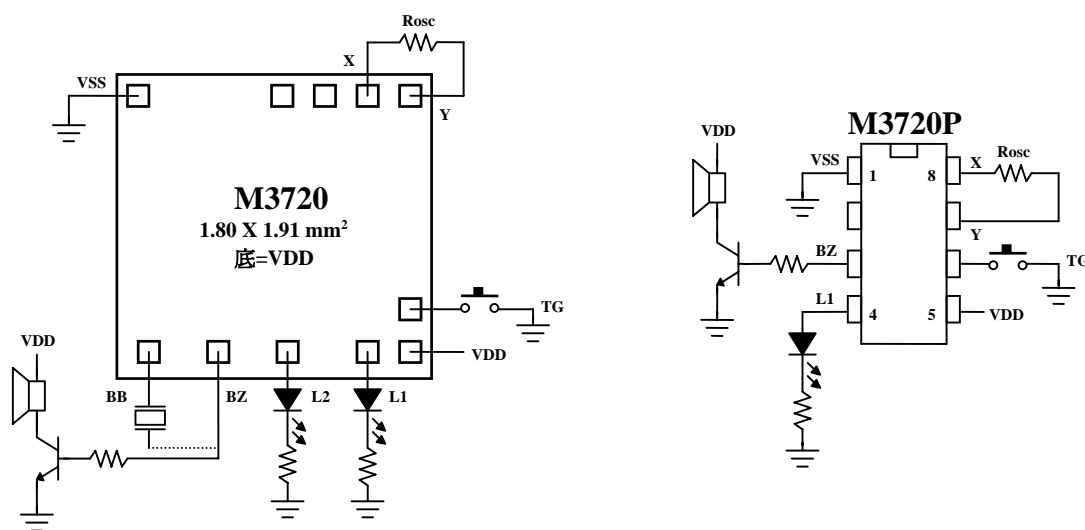 Rosc
X
VSS
Y
M3720
1.80 X 1.91 mm²
底=VDD
TG
VDD
VDD
BB
BZ
L2
L1
M3720P
VDD
VSS
1
8
X
Rosc
Y
BZ
TG
L1
4
5
VDD